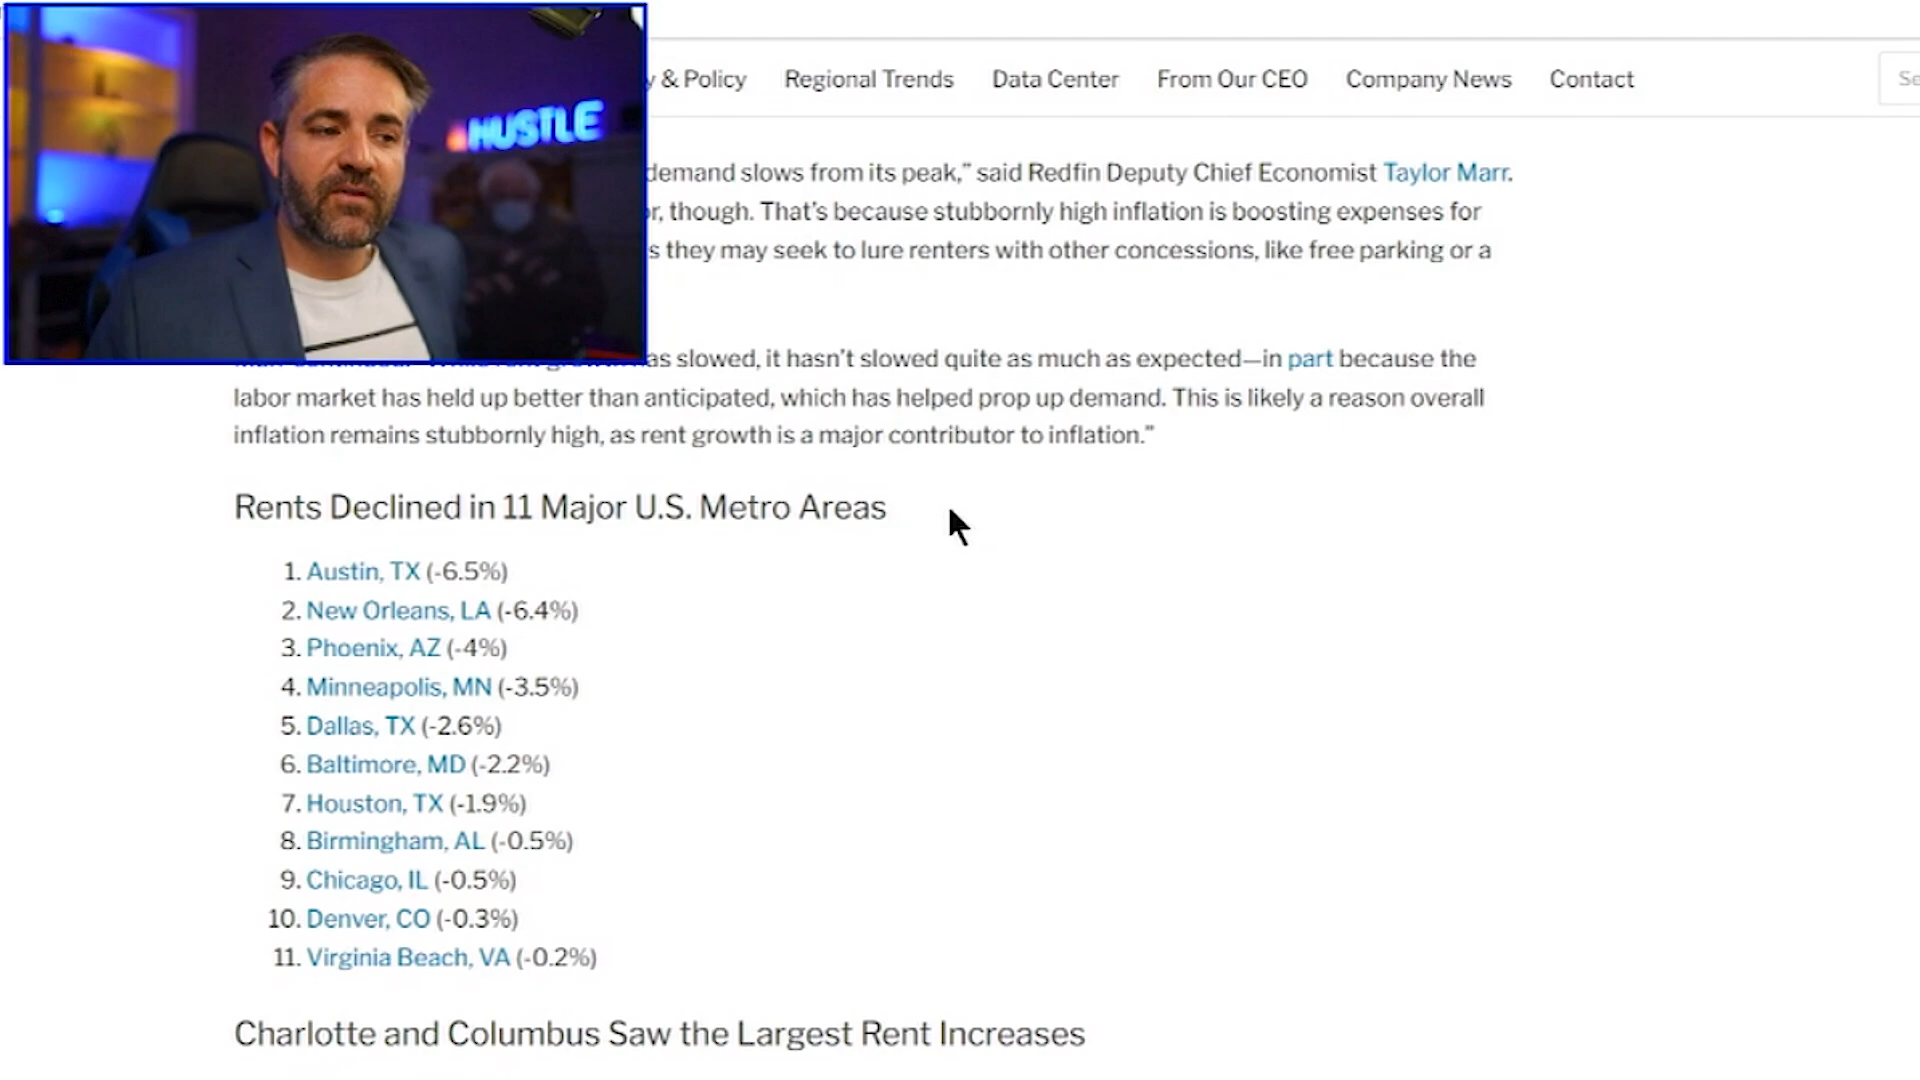 HUSTLE
y & Policy Regional Trends Data Center From Our CEO Company News Contact Se
demand slows from its peak,” said Redfin Deputy Chief Economist Taylor Marr.
r, though. That’s because stubbornly high inflation is boosting expenses for
s they may seek to lure renters with other concessions, like free parking or a
as slowed, it hasn’t slowed quite as much as expected—in part because the
labor market has held up better than anticipated, which has helped prop up demand. This is likely a reason overall
inflation remains stubbornly high, as rent growth is a major contributor to inflation.”
Rents Declined in 11 Major U.S. Metro Areas
1. Austin, TX (-6.5%)
2. New Orleans, LA (-6.4%)
3. Phoenix, AZ (-4%)
4. Minneapolis, MN (-3.5%)
5. Dallas, TX (-2.6%)
6. Baltimore, MD (-2.2%)
7. Houston, TX (-1.9%)
8. Birmingham, AL (-0.5%)
9. Chicago, IL (-0.5%)
10. Denver, CO (-0.3%)
11. Virginia Beach, VA (-0.2%)
Charlotte and Columbus Saw the Largest Rent Increases